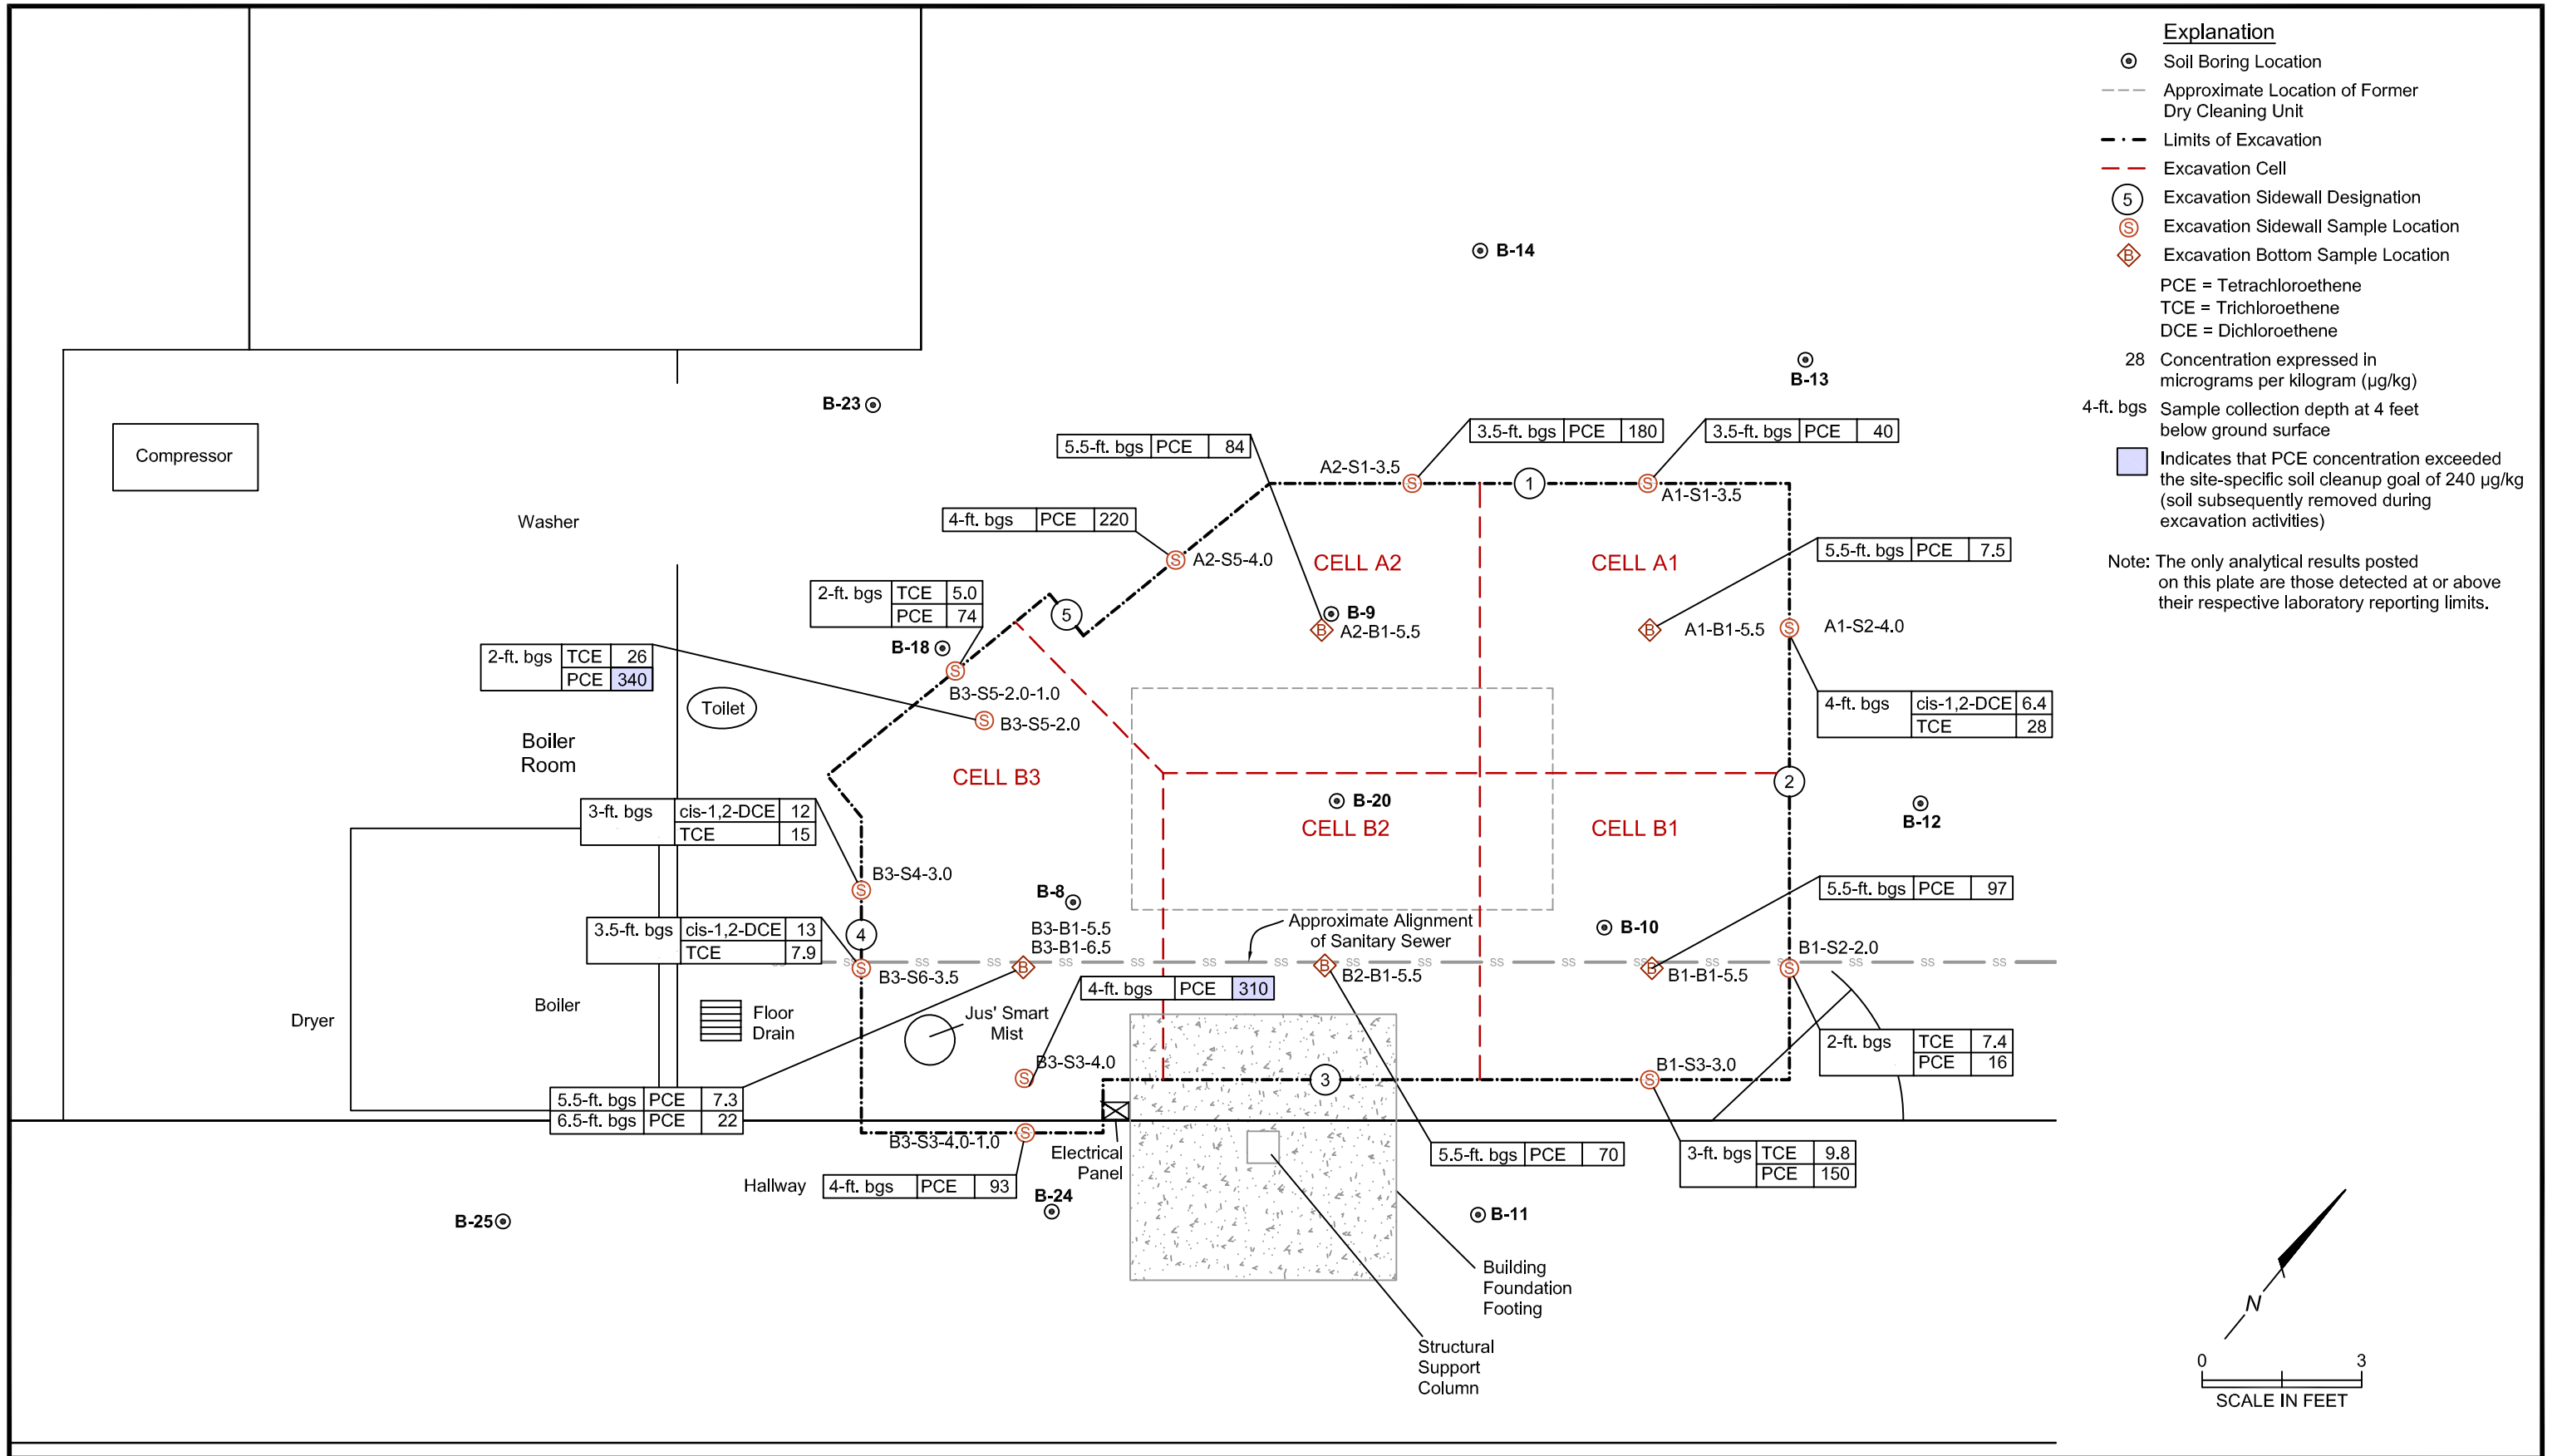 Explanation
Soil Boring Location
Approximate Location of Former
Dry Cleaning Unit
Limits of Excavation
Excavation Cell
5 Excavation Sidewall Designation
S Excavation Sidewall Sample Location
B Excavation Bottom Sample Location
PCE = Tetrachloroethene
TCE = Trichloroethene
DCE = Dichloroethene
28 Concentration expressed in
micrograms per kilogram (µg/kg)
4-ft. bgs Sample collection depth at 4 feet
below ground surface
Indicates that PCE concentration exceeded
the site-specific soil cleanup goal of 240 µg/kg
(soil subsequently removed during
excavation activities)
Note: The only analytical results posted
on this plate are those detected at or above
their respective laboratory reporting limits.
B-14
B-13
B-23
Compressor
Washer
5.5-ft. bgs PCE 84
3.5-ft. bgs PCE 180
3.5-ft. bgs PCE 40
A2-S1-3.5
S
1
S
A1-S1-3.5
4-ft. bgs PCE 220
S
A2-S5-4.0
CELL A2
CELL A1
5.5-ft. bgs PCE 7.5
2-ft. bgs TCE 5.0
PCE 74
5
B-9
B
A2-B1-5.5
B
A1-B1-5.5
S
A1-S2-4.0
B-18
S
B3-S5-2.0-1.0
2-ft. bgs TCE 26
PCE 340
Toilet
S
B3-S5-2.0
4-ft. bgs cis-1,2-DCE 6.4
TCE 28
Boiler
Room
CELL B3
2
3-ft. bgs cis-1,2-DCE 12
TCE 15
B-20
CELL B2
CELL B1
B-12
S
B3-S4-3.0
B-8
5.5-ft. bgs PCE 97
3.5-ft. bgs cis-1,2-DCE 13
TCE 7.9
4
B3-B1-5.5
B3-B1-6.5
Approximate Alignment
of Sanitary Sewer
B-10
B1-S2-2.0
SS SS SS SS SS SS SS SS SS SS SS SS SS SS SS SS
S
B3-S6-3.5
B
B
B2-B1-5.5
B
B1-B1-5.5
S
4-ft. bgs PCE 310
Dryer
Boiler
Floor
Drain
Jus' Smart
Mist
2-ft. bgs TCE 7.4
PCE 16
B3-S3-4.0
S
B1-S3-3.0
S
3
5.5-ft. bgs PCE 7.3
6.5-ft. bgs PCE 22
B3-S3-4.0-1.0
S
Electrical
Panel
5.5-ft. bgs PCE 70
3-ft. bgs TCE 9.8
PCE 150
Hallway
4-ft. bgs PCE 93
B-24
B-25
B-11
Building
Foundation
Footing
Structural
Support
Column
N
0 3
SCALE IN FEET